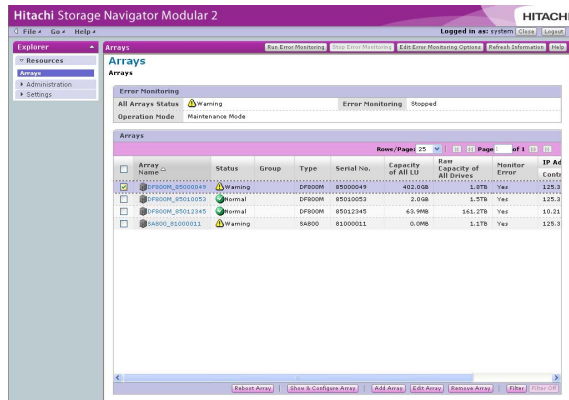 Hitachi Storage Navigator Modular 2
HITACHI
File Go Help
Logged in as: system Close Logout
Explorer
Resources
Arrays
Administration
Settings
Arrays
Run Error Monitoring Stop Error Monitoring Edit Error Monitoring Options Refresh Information Help
Arrays
Arrays
Error Monitoring
All Arrays Status Warning Error Monitoring Stopped
Operation Mode Maintenance Mode
Arrays
Rows/Page: 25 Page 1 of 1
Array Name Status Group Type Serial No. Capacity of All LU Raw Capacity of All Drives Monitor Error IP Ad
Contr
DF800M_85000049 Warning DF800M 85000049 402.0GB 1.8TB Yes 125.3
DF800M_85010053 Normal DF800M 85010053 2.0GB 1.5TB Yes 125.3
DF800M_85012345 Normal DF800M 85012345 63.9MB 161.2TB Yes 10.21
SA800_81000011 Warning SA800 81000011 0.0MB 1.1TB Yes 125.3
Reboot Array Show & Configure Array Add Array Edit Array Remove Array Filter Filter Off